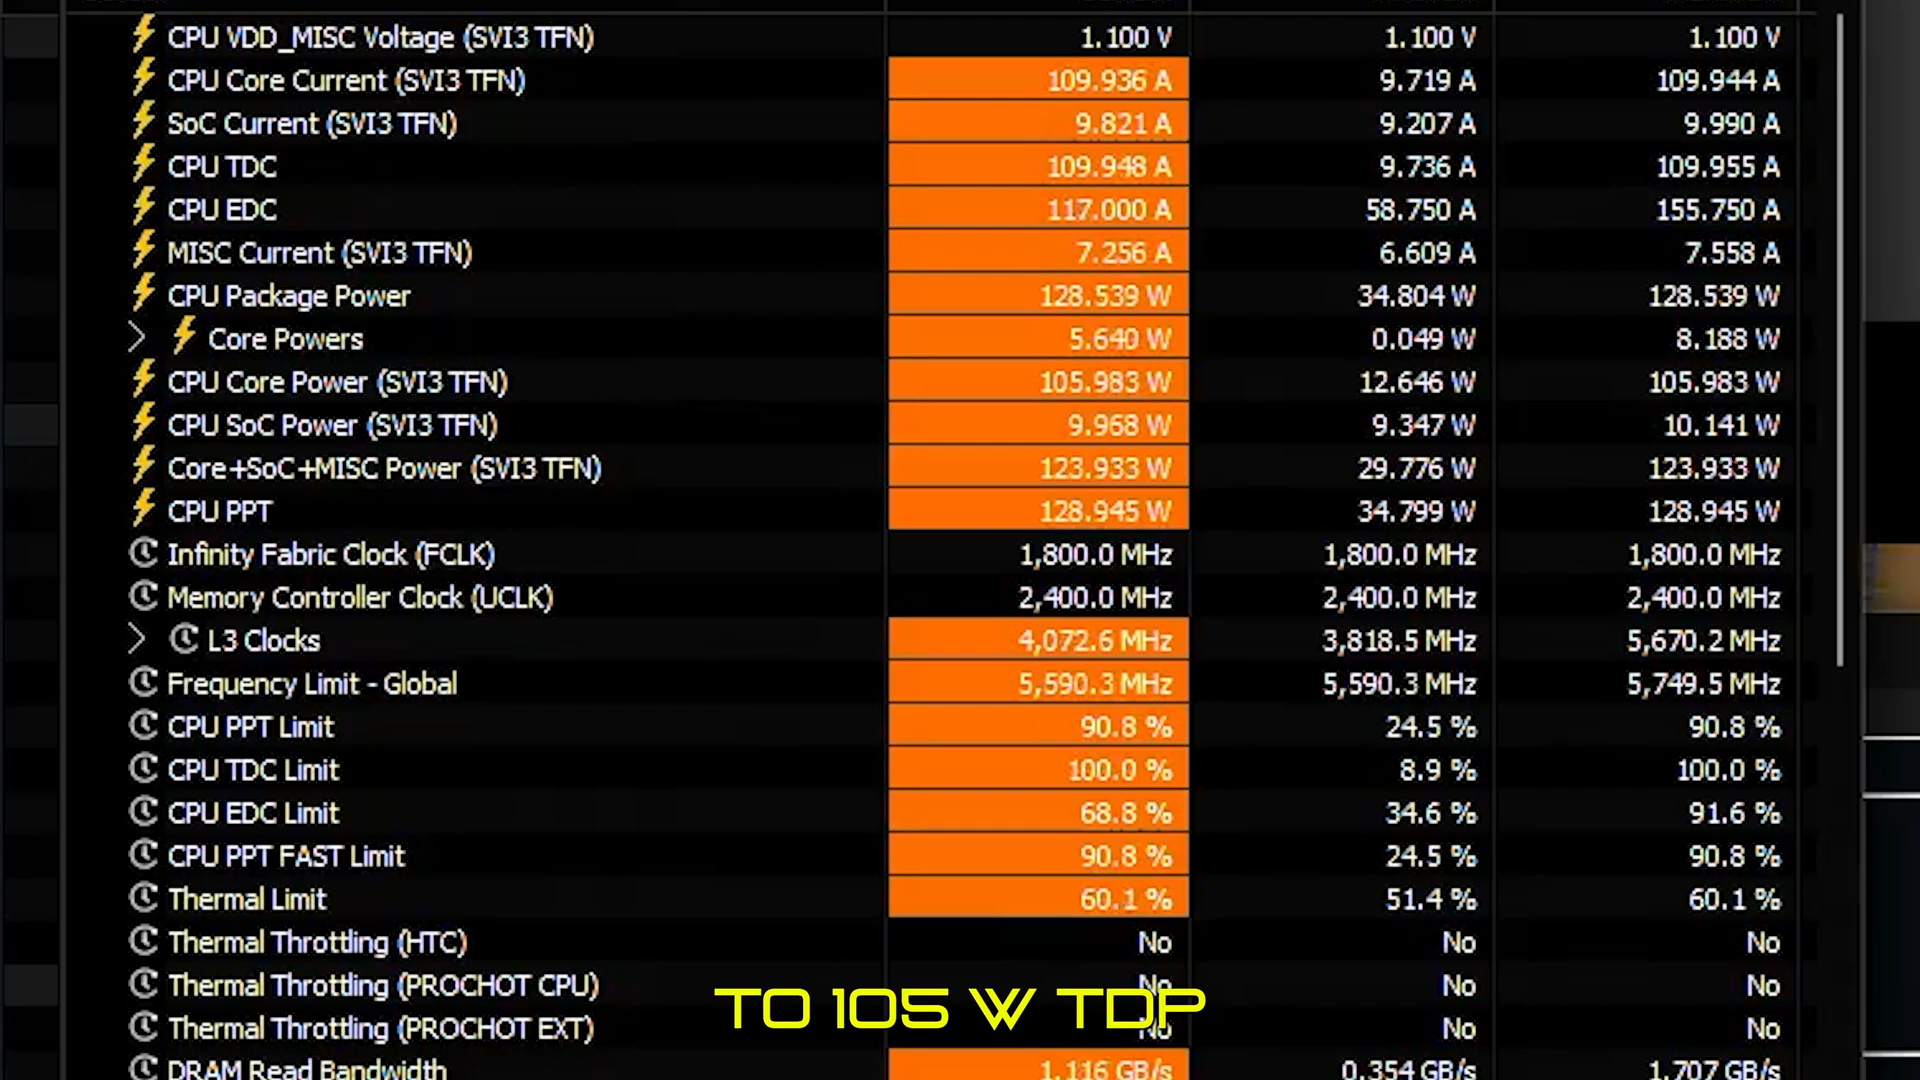 CPU VDD_MISC Voltage (SVI3 TFN) 1.100 V 1.100 V 1.100 V
CPU Core Current (SVI3 TFN) 109.936 A 9.719 A 109.944 A
SoC Current (SVI3 TFN) 9.821 A 9.207 A 9.990 A
CPU TDC 109.948 A 9.736 A 109.955 A
CPU EDC 117.000 A 58.750 A 155.750 A
MISC Current (SVI3 TFN) 7.256 A 6.609 A 7.558 A
CPU Package Power 128.539 W 34.804 W 128.539 W
Core Powers 5.640 W 0.049 W 8.188 W
CPU Core Power (SVI3 TFN) 105.983 W 12.646 W 105.983 W
CPU SoC Power (SVI3 TFN) 9.968 W 9.347 W 10.141 W
Core+SoC+MISC Power (SVI3 TFN) 123.933 W 29.776 W 123.933 W
CPU PPT 128.945 W 34.799 W 128.945 W
Infinity Fabric Clock (FCLK) 1,800.0 MHz 1,800.0 MHz 1,800.0 MHz
Memory Controller Clock (UCLK) 2,400.0 MHz 2,400.0 MHz 2,400.0 MHz
L3 Clocks 4,072.6 MHz 3,818.5 MHz 5,670.2 MHz
Frequency Limit - Global 5,590.3 MHz 5,590.3 MHz 5,749.5 MHz
CPU PPT Limit 90.8 % 24.5 % 90.8 %
CPU TDC Limit 100.0 % 8.9 % 100.0 %
CPU EDC Limit 68.8 % 34.6 % 91.6 %
CPU PPT FAST Limit 90.8 % 24.5 % 90.8 %
Thermal Limit 60.1 % 51.4 % 60.1 %
Thermal Throttling (HTC) No No No
Thermal Throttling (PROCHOT CPU) No No No
TO 105 W TDP
Thermal Throttling (PROCHOT EXT) No No No
DRAM Read Bandwidth 1.116 GB/s 0.354 GB/s 1.707 GB/s